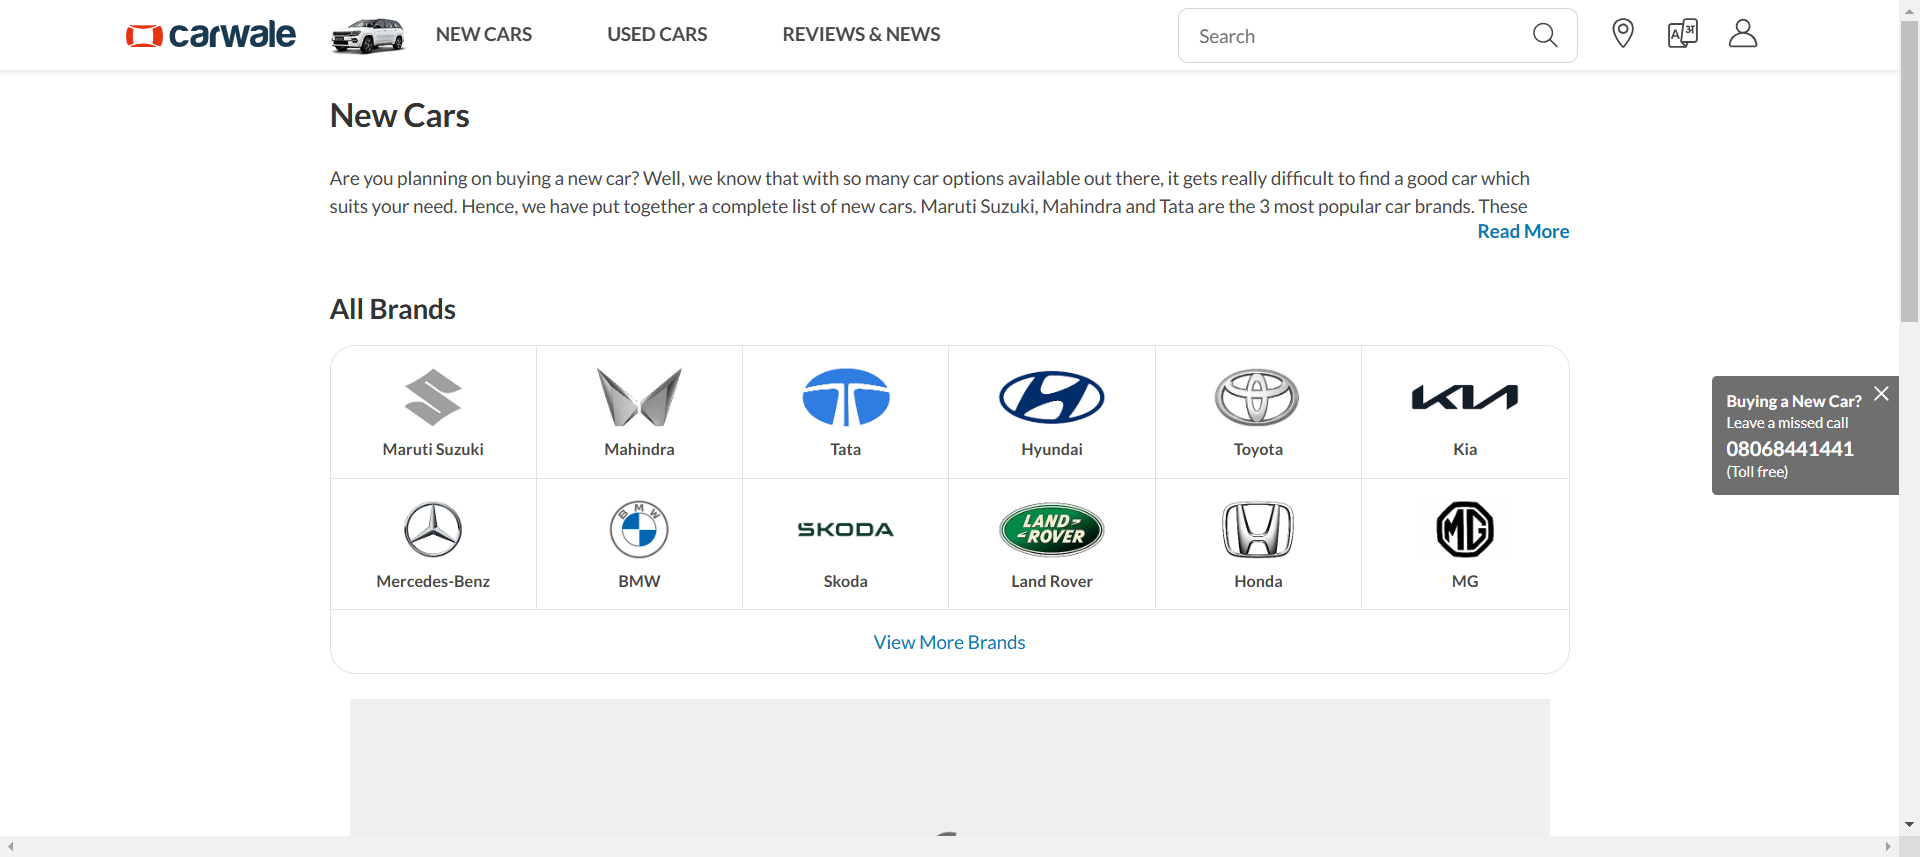 carwale
NEW CARS
USED CARS
REVIEWS & NEWS
Search
A अ
New Cars
Are you planning on buying a new car? Well, we know that with so many car options available out there, it gets really difficult to find a good car which
suits your need. Hence, we have put together a complete list of new cars. Maruti Suzuki, Mahindra and Tata are the 3 most popular car brands. These
Read More
All Brands
Maruti Suzuki
Mahindra
Tata
Hyundai
Toyota
KIA
Kia
Mercedes-Benz
BMW
BMW
SKODA
Skoda
LAND
ROVER
Land Rover
Honda
MG
MG
View More Brands
Buying a New Car?
Leave a missed call
08068441441
(Toll free)